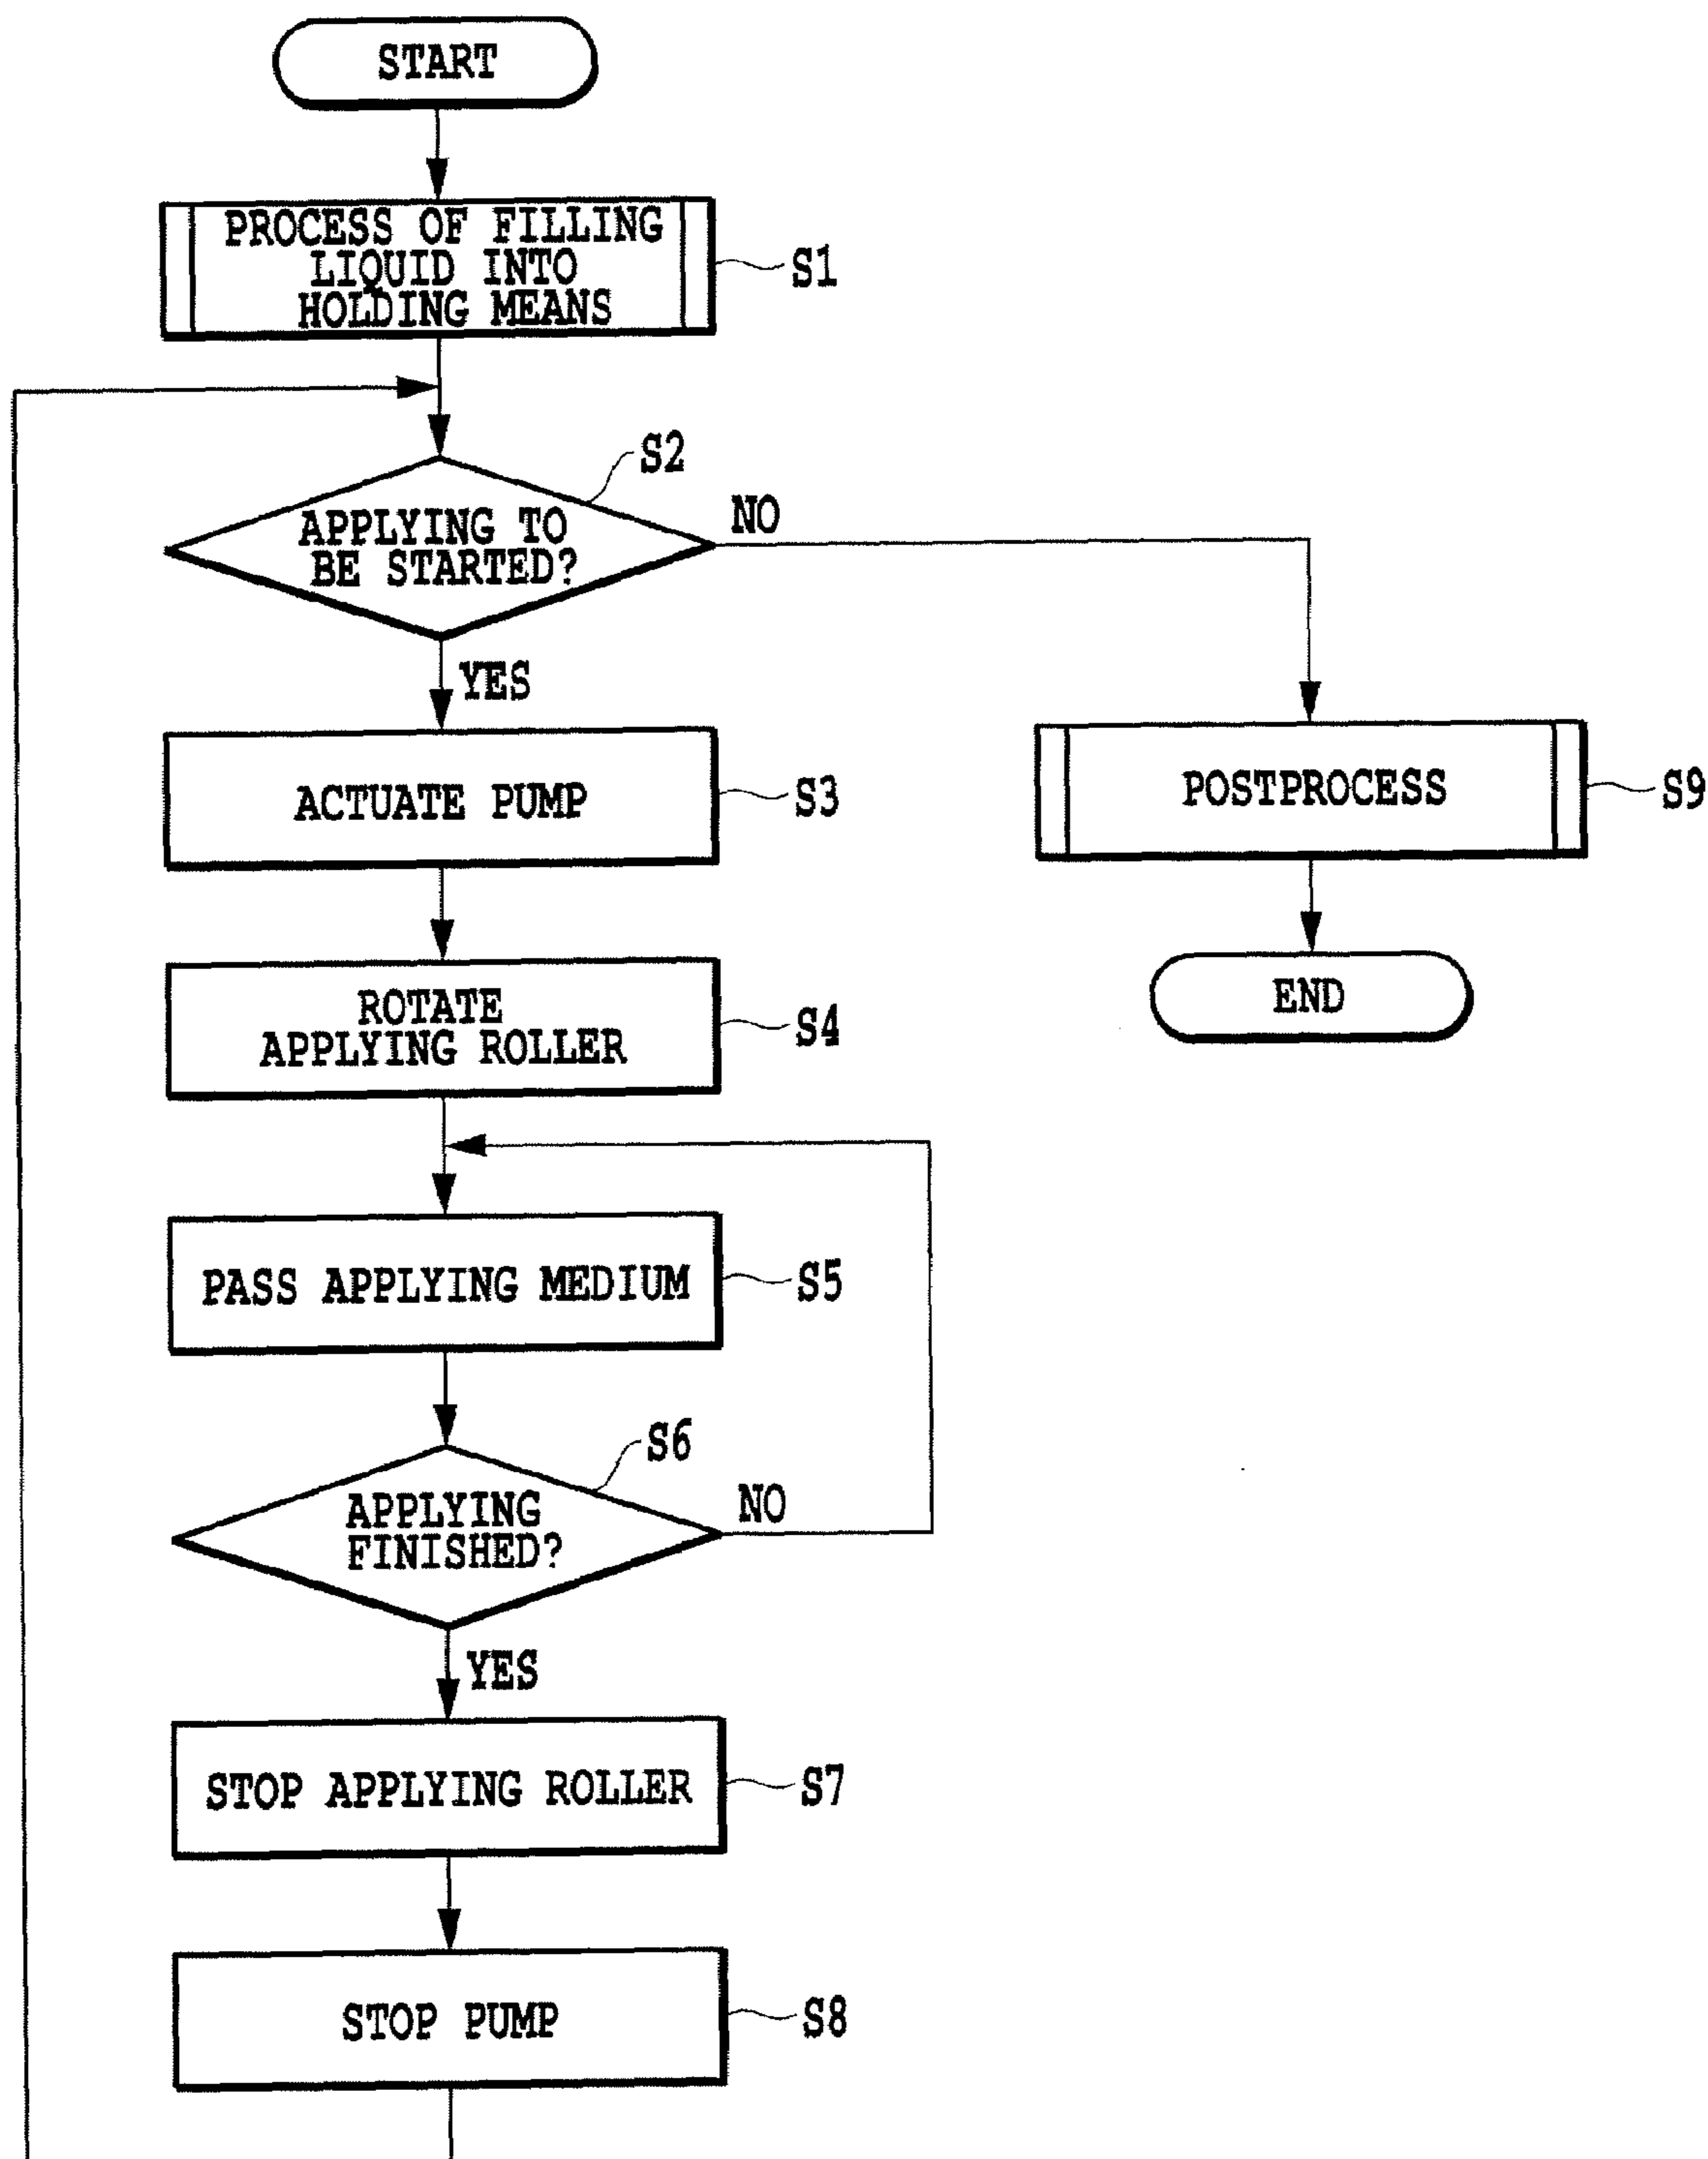 START
PROCESS OF FILLING
LIQUID INTO
HOLDING MEANS
S1
S2
APPLYING TO
BE STARTED?
NO
YES
ACTUATE PUMP
S3
POSTPROCESS
S9
ROTATE
APPLYING ROLLER
S4
END
PASS APPLYING MEDIUM
S5
S6
APPLYING
FINISHED?
NO
YES
STOP APPLYING ROLLER
S7
STOP PUMP
S8